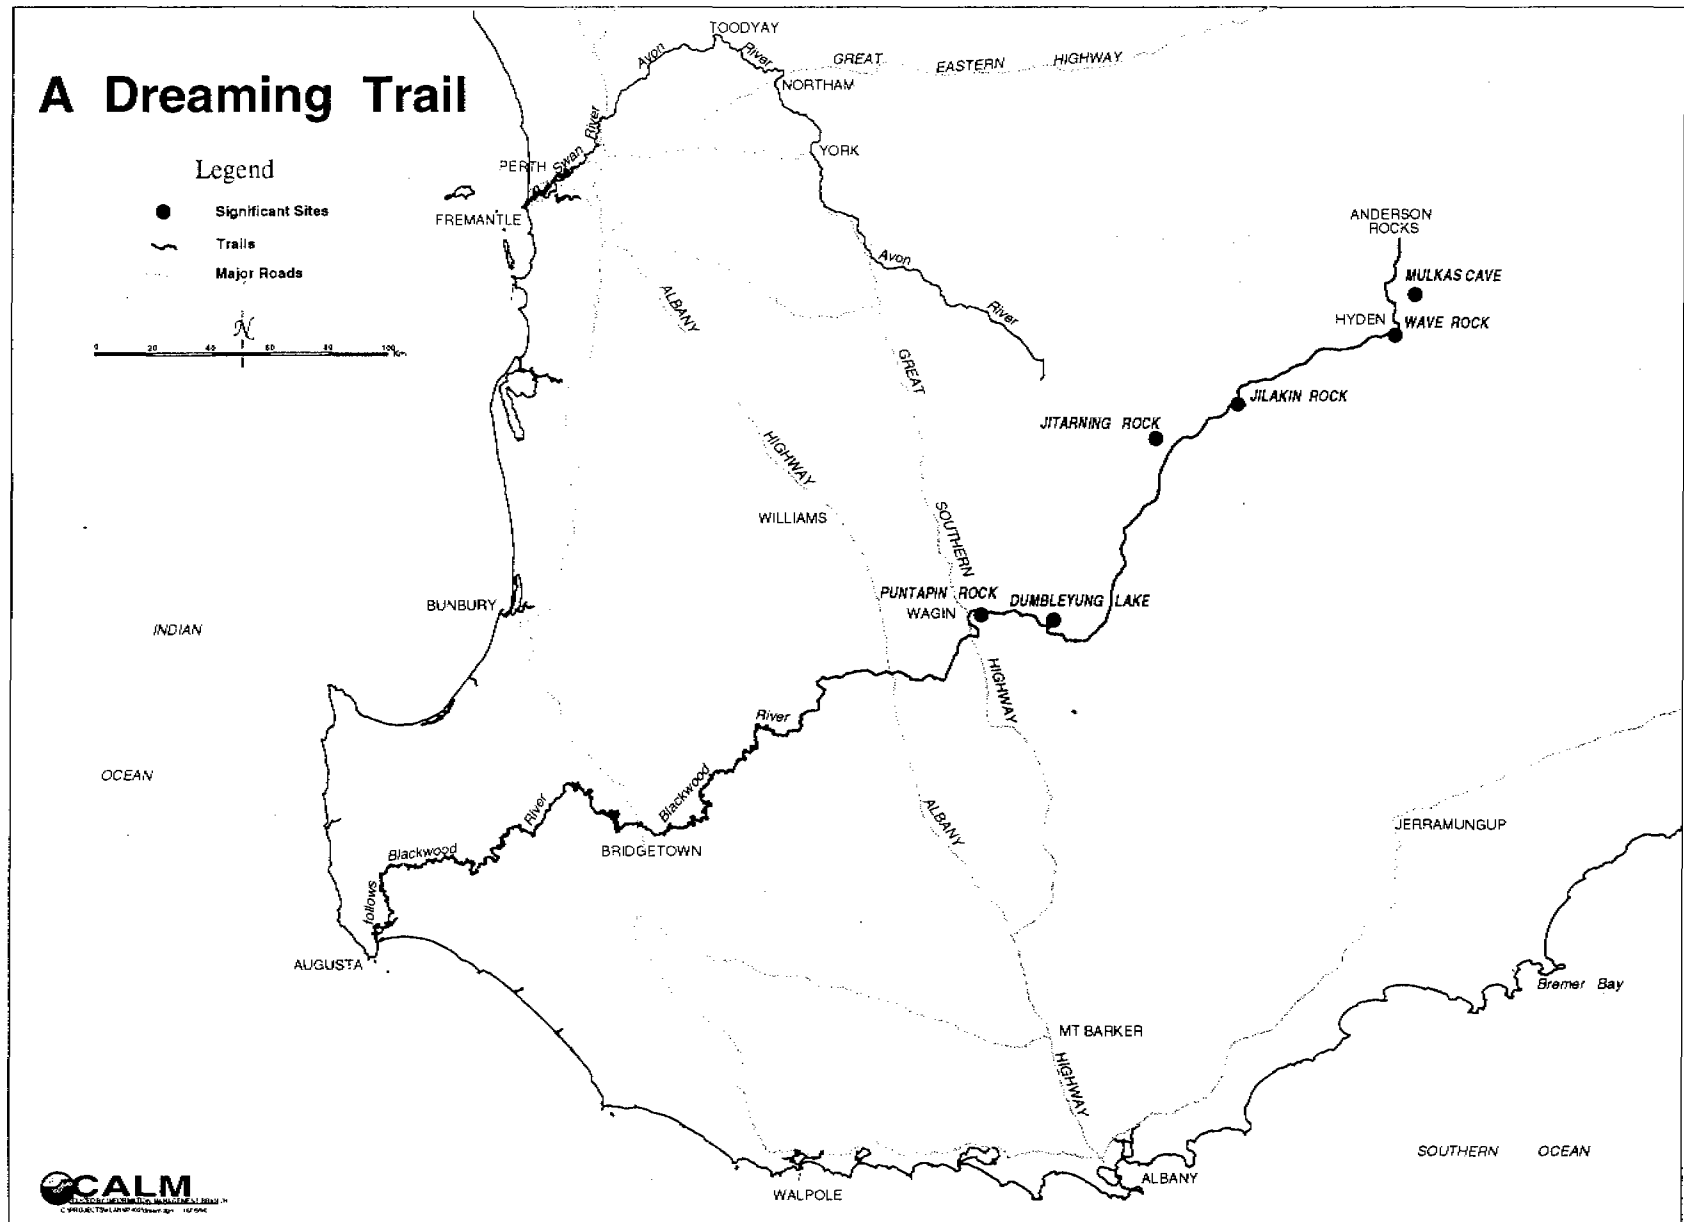 A Dreaming Trail
Legend
Significant Sites
Trails
Major Roads
N
0 20 40 60 80 100 Km
TOODYAY
Avon
River
GREAT EASTERN HIGHWAY
NORTHAM
River
YORK
PERTH
Swan
FREMANTLE
Avon
River
ANDERSON
ROCKS
MULKAS CAVE
HYDEN
WAVE ROCK
ALBANY
GREAT
JILAKIN ROCK
JITARNING ROCK
HIGHWAY
WILLIAMS
SOUTHERN
PUNTAPIN ROCK
WAGIN
DUMBLEYUNG LAKE
BUNBURY
INDIAN
HIGHWAY
River
OCEAN
Blackwood
River
ALBANY
JERRAMUNGUP
Blackwood
BRIDGETOWN
follows
AUGUSTA
Bremer Bay
MT BARKER
HIGHWAY
SOUTHERN OCEAN
WALPOLE
ALBANY
CALM
INFORMATION MANAGEMENT BRANCH